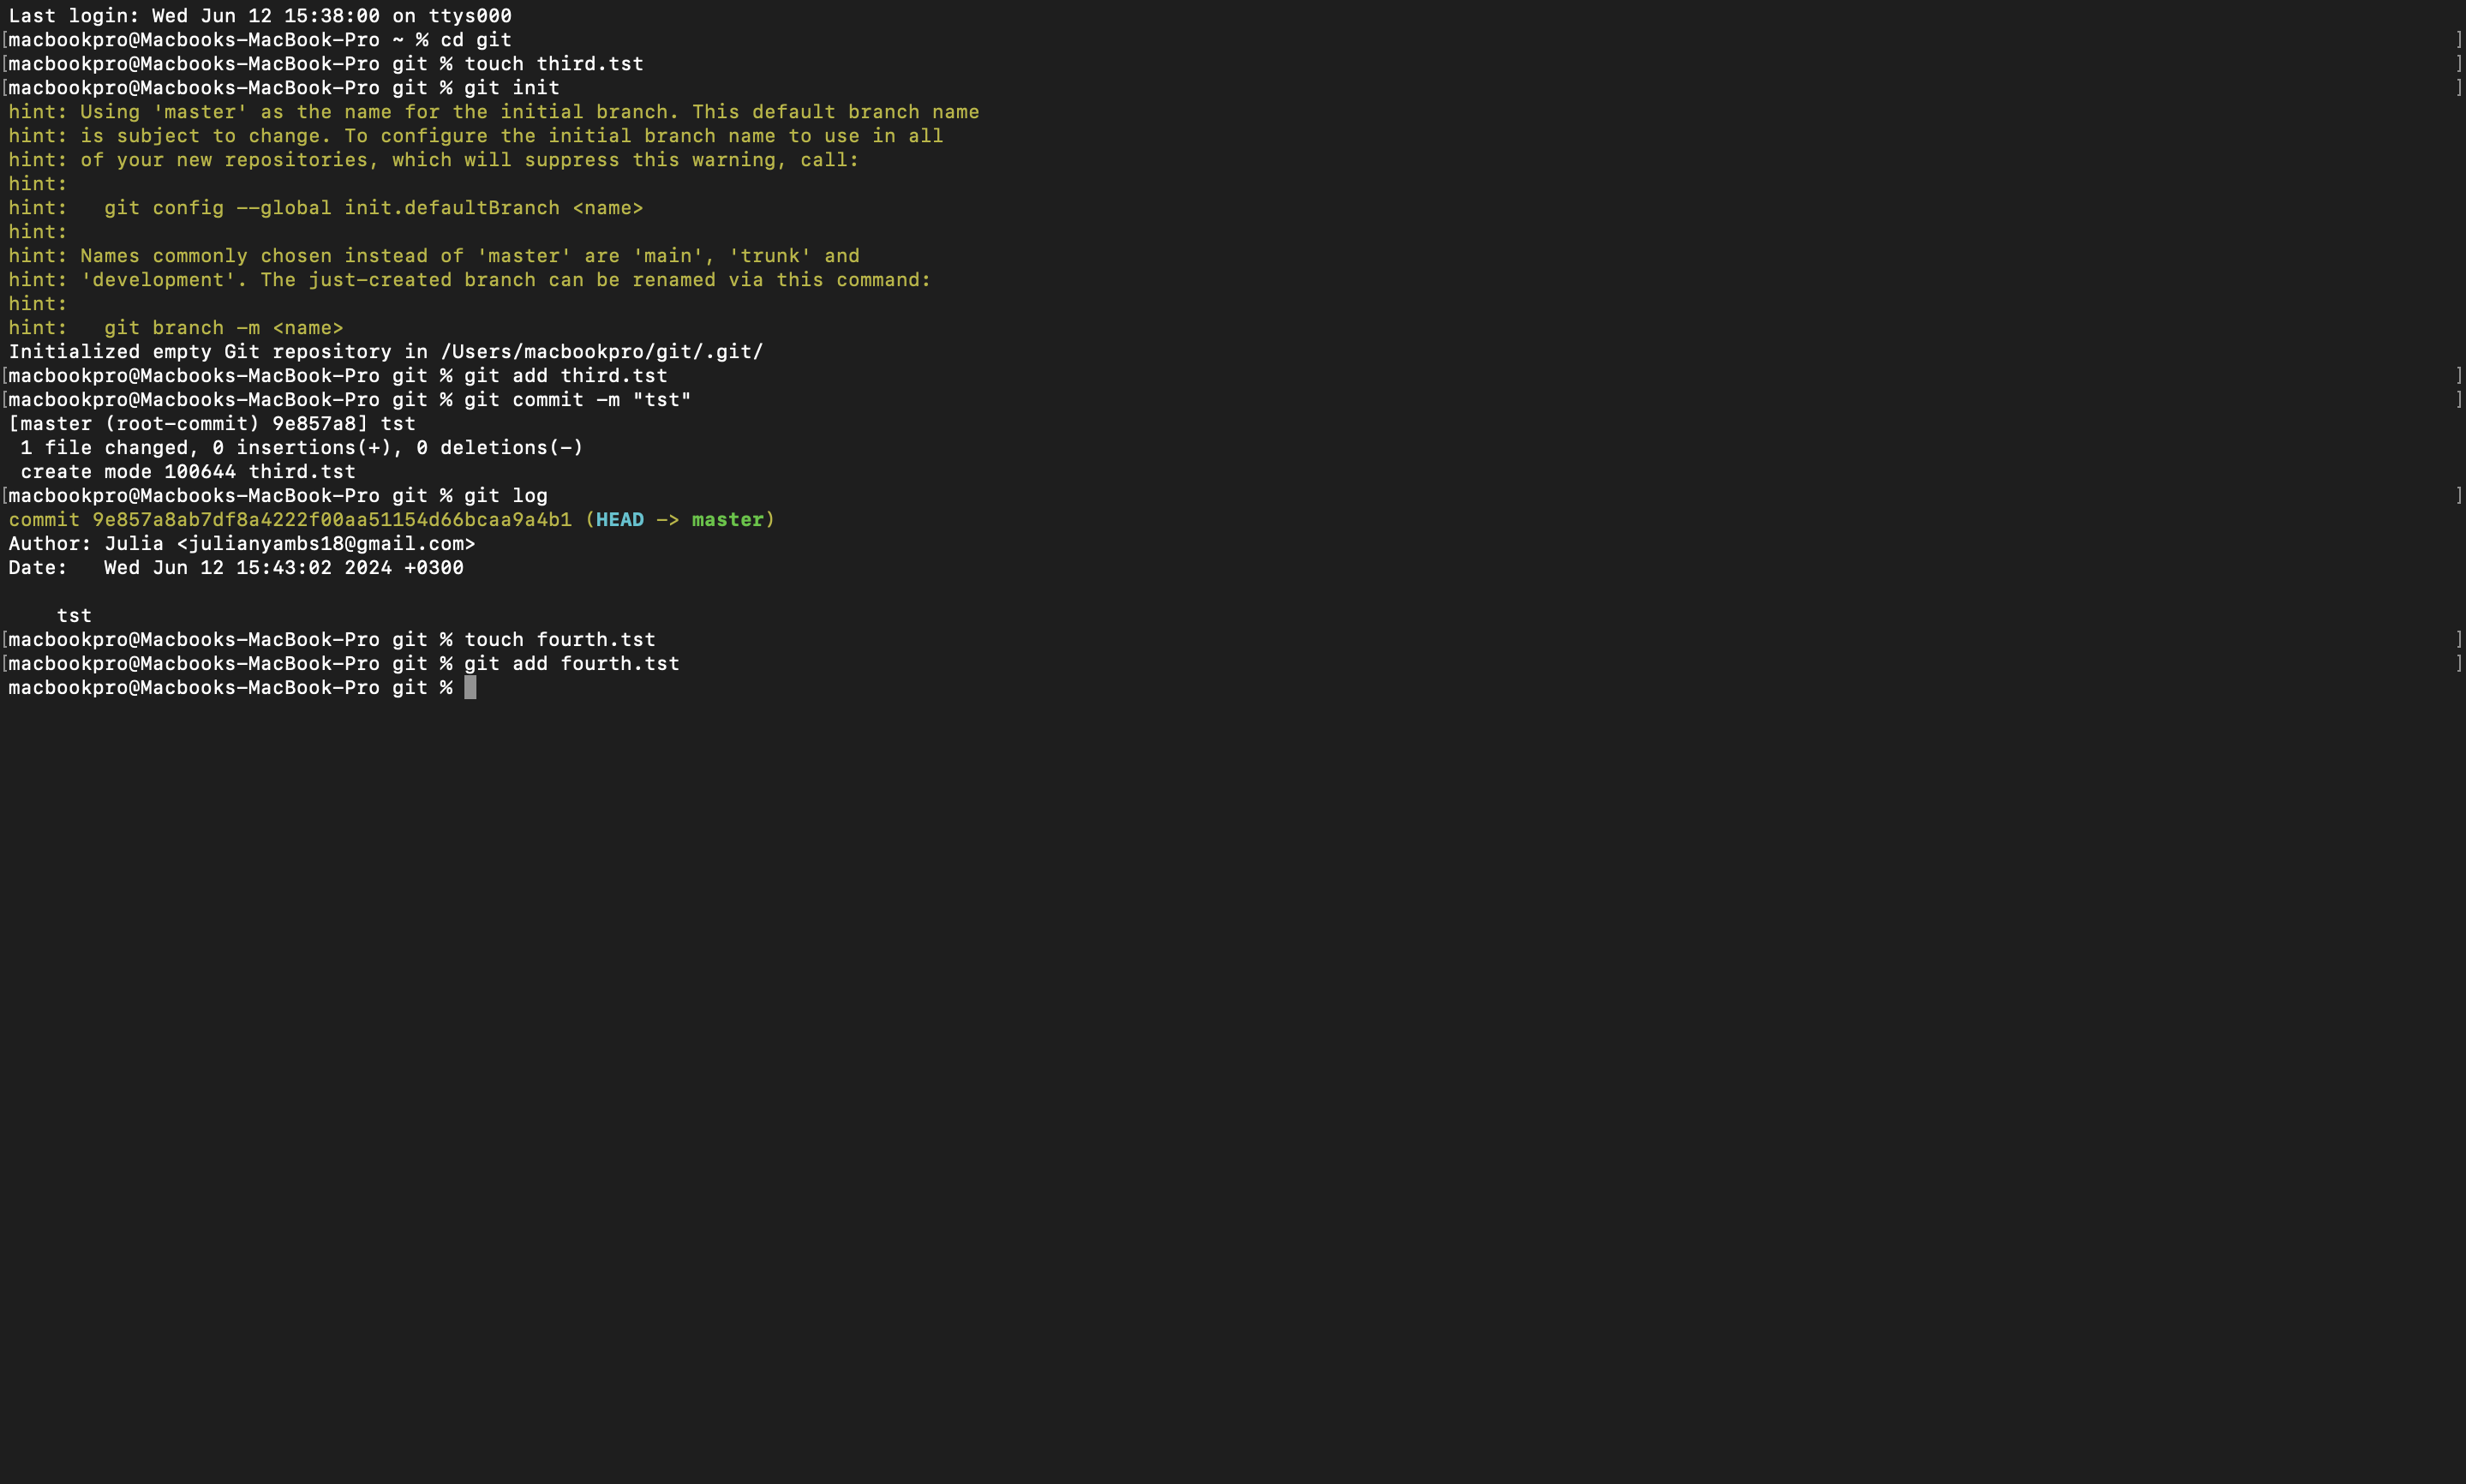 Last login: Wed Jun 12 15:38:00 on ttys000
[macbookpro@Macbooks-MacBook-Pro ~ % cd git ]
[macbookpro@Macbooks-MacBook-Pro git % touch third.tst ]
[macbookpro@Macbooks-MacBook-Pro git % git init ]
hint: Using 'master' as the name for the initial branch. This default branch name
hint: is subject to change. To configure the initial branch name to use in all
hint: of your new repositories, which will suppress this warning, call:
hint:
hint:   git config --global init.defaultBranch <name>
hint:
hint: Names commonly chosen instead of 'master' are 'main', 'trunk' and
hint: 'development'. The just-created branch can be renamed via this command:
hint:
hint:   git branch -m <name>
Initialized empty Git repository in /Users/macbookpro/git/.git/
[macbookpro@Macbooks-MacBook-Pro git % git add third.tst ]
[macbookpro@Macbooks-MacBook-Pro git % git commit -m "tst" ]
[master (root-commit) 9e857a8] tst
 1 file changed, 0 insertions(+), 0 deletions(-)
 create mode 100644 third.tst
[macbookpro@Macbooks-MacBook-Pro git % git log ]
commit 9e857a8ab7df8a4222f00aa51154d66bcaa9a4b1 (HEAD -> master)
Author: Julia <julianyambs18@gmail.com>
Date:   Wed Jun 12 15:43:02 2024 +0300
    tst
[macbookpro@Macbooks-MacBook-Pro git % touch fourth.tst ]
[macbookpro@Macbooks-MacBook-Pro git % git add fourth.tst ]
macbookpro@Macbooks-MacBook-Pro git %